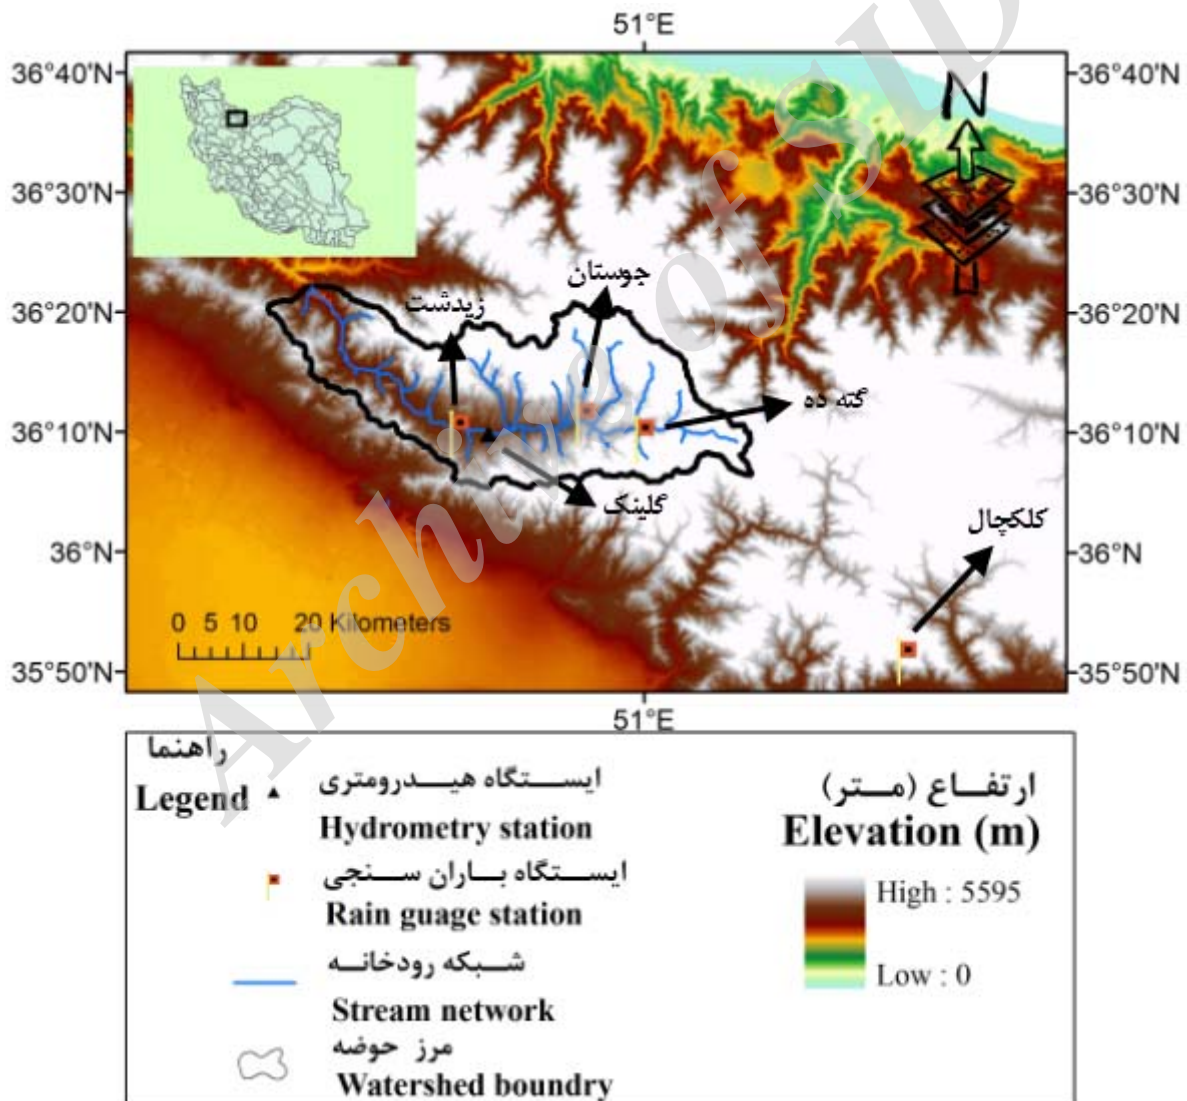 51°E
36°40'N
36°40'N
N
36°30'N
36°30'N
36°20'N
36°20'N
جوستان
زیدشت
گته ده
36°10'N
36°10'N
گلینک
کلکچال
36°N
36°N
0 5 10 20 Kilometers
35°50'N
35°50'N
51°E
Archive of SID
راهنما
Legend
ایستگاه هیدرومتری
Hydrometry station
ایستگاه باران سنجی
Rain guage station
شبکه رودخانه
Stream network
مرز حوضه
Watershed boundry
ارتفاع (متر)
Elevation (m)
High : 5595
Low : 0